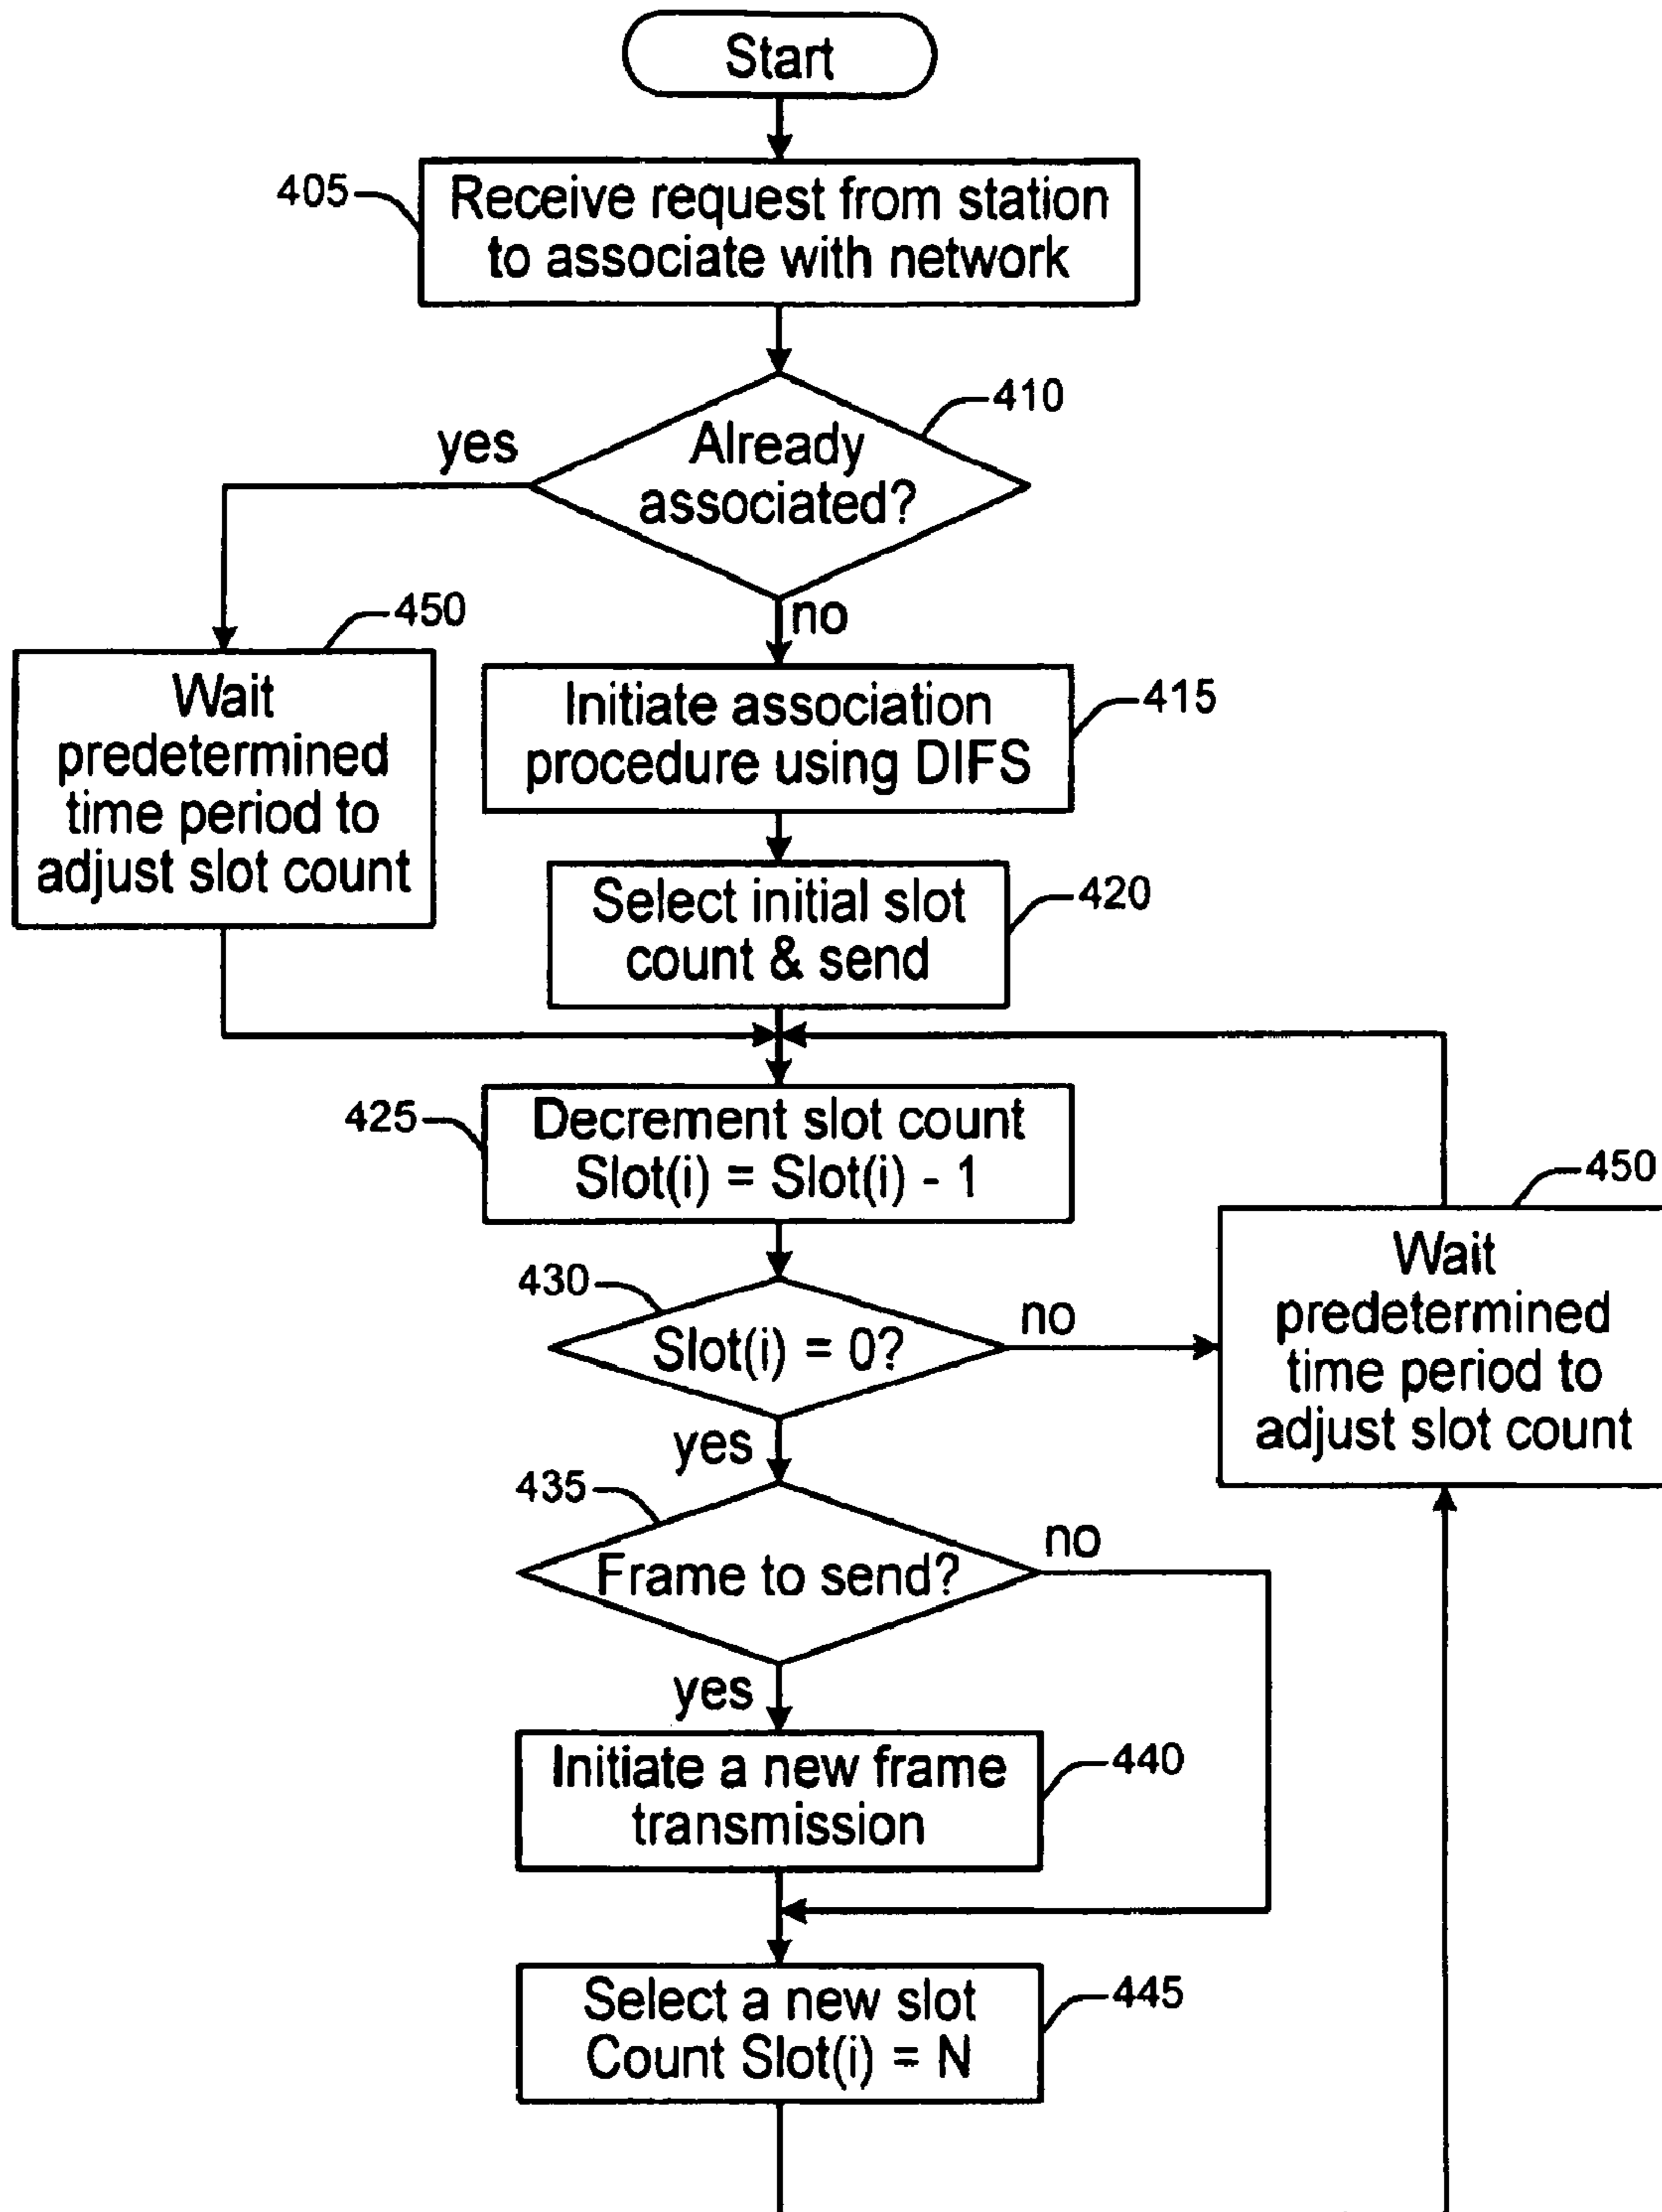 Start
405
Receive request from station
to associate with network
410
Already
associated?
yes
no
450
Wait
predetermined
time period to
adjust slot count
Initiate association
procedure using DIFS
415
Select initial slot
count & send
420
425
Decrement slot count
Slot(i) = Slot(i) - 1
450
Wait
predetermined
time period to
adjust slot count
430
Slot(i) = 0?
no
yes
435
Frame to send?
no
yes
Initiate a new frame
transmission
440
Select a new slot
Count Slot(i) = N
445